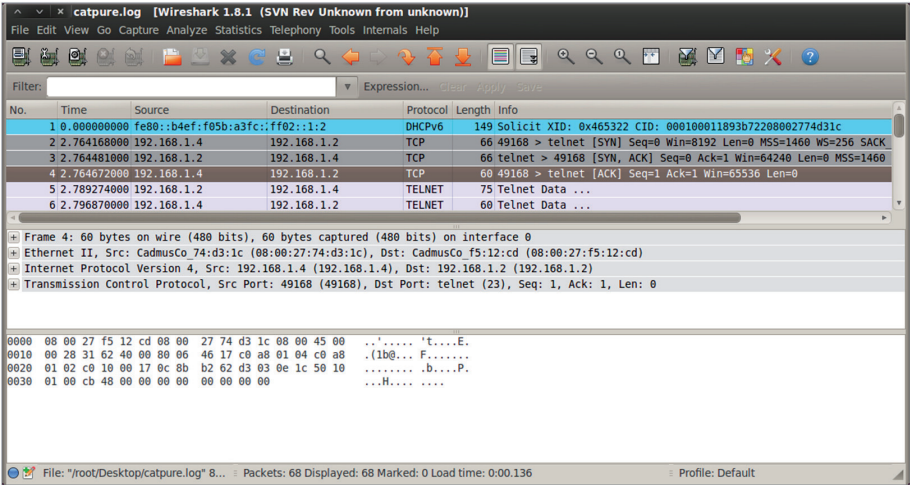 catpure.log [Wireshark 1.8.1 (SVN Rev Unknown from unknown)]
File Edit View Go Capture Analyze Statistics Telephony Tools Internals Help
Filter: Expression... Clear Apply Save
No. Time Source Destination Protocol Length Info
1 0.000000000 fe80::b4ef:f05b:a3fc:2 ff02::1:2 DHCPv6 149 Solicit XID: 0x465322 CID: 000100011893b72208002774d31c
2 2.764168000 192.168.1.4 192.168.1.2 TCP 66 49168 > telnet [SYN] Seq=0 Win=8192 Len=0 MSS=1460 WS=256 SACK_
3 2.764481000 192.168.1.2 192.168.1.4 TCP 66 telnet > 49168 [SYN, ACK] Seq=0 Ack=1 Win=64240 Len=0 MSS=1460
4 2.764672000 192.168.1.4 192.168.1.2 TCP 60 49168 > telnet [ACK] Seq=1 Ack=1 Win=65536 Len=0
5 2.789274000 192.168.1.2 192.168.1.4 TELNET 75 Telnet Data ...
6 2.796870000 192.168.1.4 192.168.1.2 TELNET 60 Telnet Data ...
Frame 4: 60 bytes on wire (480 bits), 60 bytes captured (480 bits) on interface 0
Ethernet II, Src: CadmusCo_74:d3:1c (08:00:27:74:d3:1c), Dst: CadmusCo_f5:12:cd (08:00:27:f5:12:cd)
Internet Protocol Version 4, Src: 192.168.1.4 (192.168.1.4), Dst: 192.168.1.2 (192.168.1.2)
Transmission Control Protocol, Src Port: 49168 (49168), Dst Port: telnet (23), Seq: 1, Ack: 1, Len: 0
0000 08 00 27 f5 12 cd 08 00 27 74 d3 1c 08 00 45 00 ..'..... 't....E.
0010 00 28 31 62 40 00 80 06 46 17 c0 a8 01 04 c0 a8 .(1b@... F.......
0020 01 02 c0 10 00 17 0c 8b b2 62 d3 03 0e 1c 50 10 ........ .b....P.
0030 01 00 cb 48 00 00 00 00 00 00 00 00 ...H.... ....
File: "/root/Desktop/catpure.log" 8... Packets: 68 Displayed: 68 Marked: 0 Load time: 0:00.136 Profile: Default